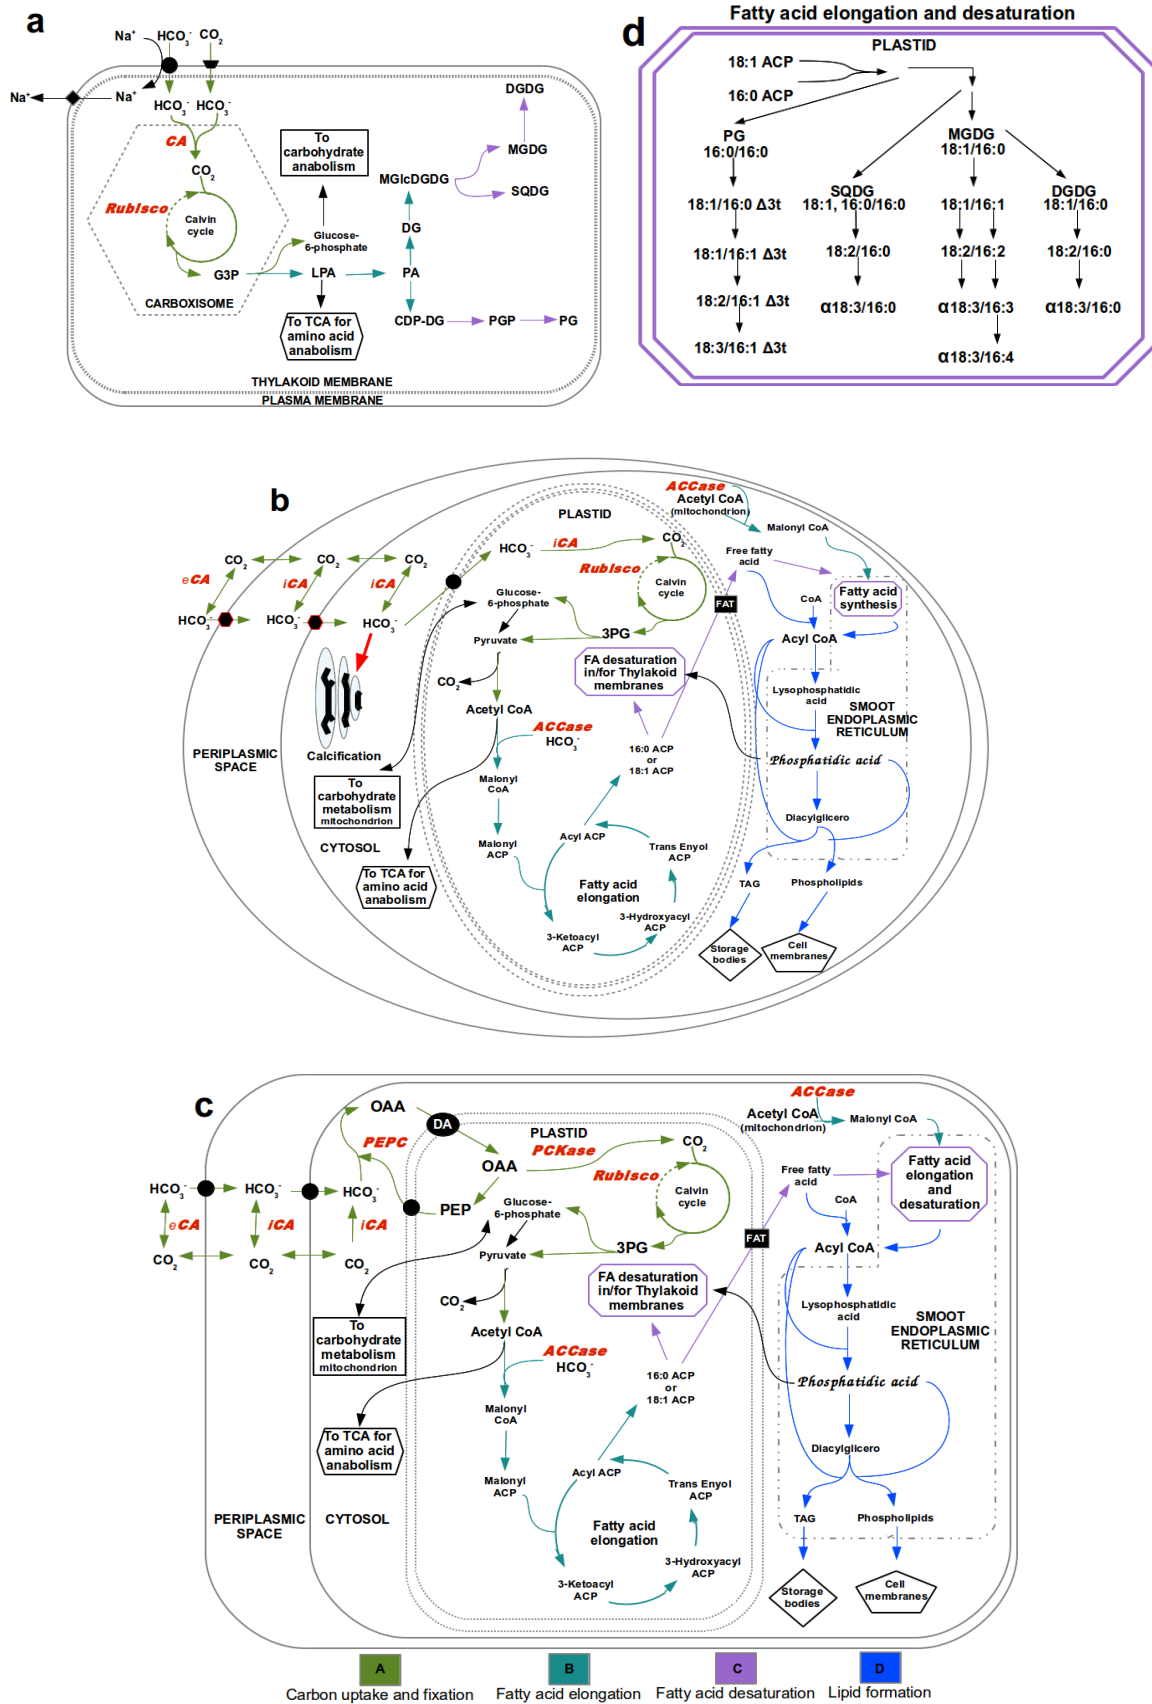 a
Na⁺
HCO₃⁻
CO₂
Na⁺
Na⁺
HCO₃⁻
HCO₃⁻
CA
CO₂
Rubisco
Calvin
cycle
G3P
CARBOXISOME
To
carbohydrate
anabolism
Glucose-
6-phosphate
LPA
To TCA for
amino acid
anabolism
DGDG
MGDG
MGlcDGDG
SQDG
DG
PA
CDP-DG
PGP
PG
THYLAKOID MEMBRANE
PLASMA MEMBRANE
Fatty acid elongation and desaturation
d
PLASTID
18:1 ACP
16:0 ACP
PG
16:0/16:0
18:1/16:0 Δ3t
18:1/16:1 Δ3t
18:2/16:1 Δ3t
18:3/16:1 Δ3t
SQDG
18:1, 16:0/16:0
18:2/16:0
α18:3/16:0
MGDG
18:1/16:0
18:1/16:1
18:2/16:2
α18:3/16:3
α18:3/16:4
DGDG
18:1/16:0
18:2/16:0
α18:3/16:0
b
CO₂
CO₂
CO₂
eCA
iCA
iCA
HCO₃⁻
HCO₃⁻
HCO₃⁻
Calcification
PERIPLASMIC
SPACE
To
carbohydrate
metabolism
mitochondrion
CYTOSOL
To TCA for
amino acid
anabolism
PLASTID
HCO₃⁻
iCA
CO₂
Rubisco
Calvin
cycle
Glucose-
6-phosphate
Pyruvate
3PG
CO₂
FA desaturation
in/for Thylakoid
membranes
Acetyl CoA
ACCase
HCO₃⁻
Malonyl
CoA
16:0 ACP
or
18:1 ACP
Malonyl
ACP
Acyl ACP
Trans Enyol
ACP
Fatty acid
elongation
3-Hydroxyacyl
ACP
3-Ketoacyl
ACP
FAT
ACCase
Acetyl CoA
(mitochondrion)
Malonyl CoA
Free fatty
acid
CoA
Fatty acid
synthesis
Acyl CoA
Lysophosphatidic
acid
SMOOT
ENDOPLASMIC
RETICULUM
Phosphatidic acid
Diacylglicero
TAG
Phospholipids
Storage
bodies
Cell
membranes
c
OAA
DA
PEPC
HCO₃⁻
HCO₃⁻
HCO₃⁻
eCA
iCA
iCA
CO₂
CO₂
CO₂
To
carbohydrate
metabolism
mitochondrion
To TCA for
amino acid
anabolism
PERIPLASMIC
SPACE
CYTOSOL
PLASTID
PCKase
CO₂
OAA
Rubisco
Calvin
cycle
PEP
Glucose-
6-phosphate
Pyruvate
3PG
CO₂
FA desaturation
in/for Thylakoid
membranes
Acetyl CoA
ACCase
HCO₃⁻
Malonyl
CoA
16:0 ACP
or
18:1 ACP
Malonyl
ACP
Acyl ACP
Trans Enyol
ACP
Fatty acid
elongation
3-Hydroxyacyl
ACP
3-Ketoacyl
ACP
FAT
ACCase
Acetyl CoA
(mitochondrion)
Malonyl CoA
Free fatty
acid
CoA
Fatty acid
elongation
and
desaturation
Acyl CoA
Lysophosphatidic
acid
SMOOT
ENDOPLASMIC
RETICULUM
Phosphatidic acid
Diacylglicero
TAG
Phospholipids
Storage
bodies
Cell
membranes
A
B
C
D
Carbon uptake and fixation
Fatty acid elongation
Fatty acid desaturation
Lipid formation